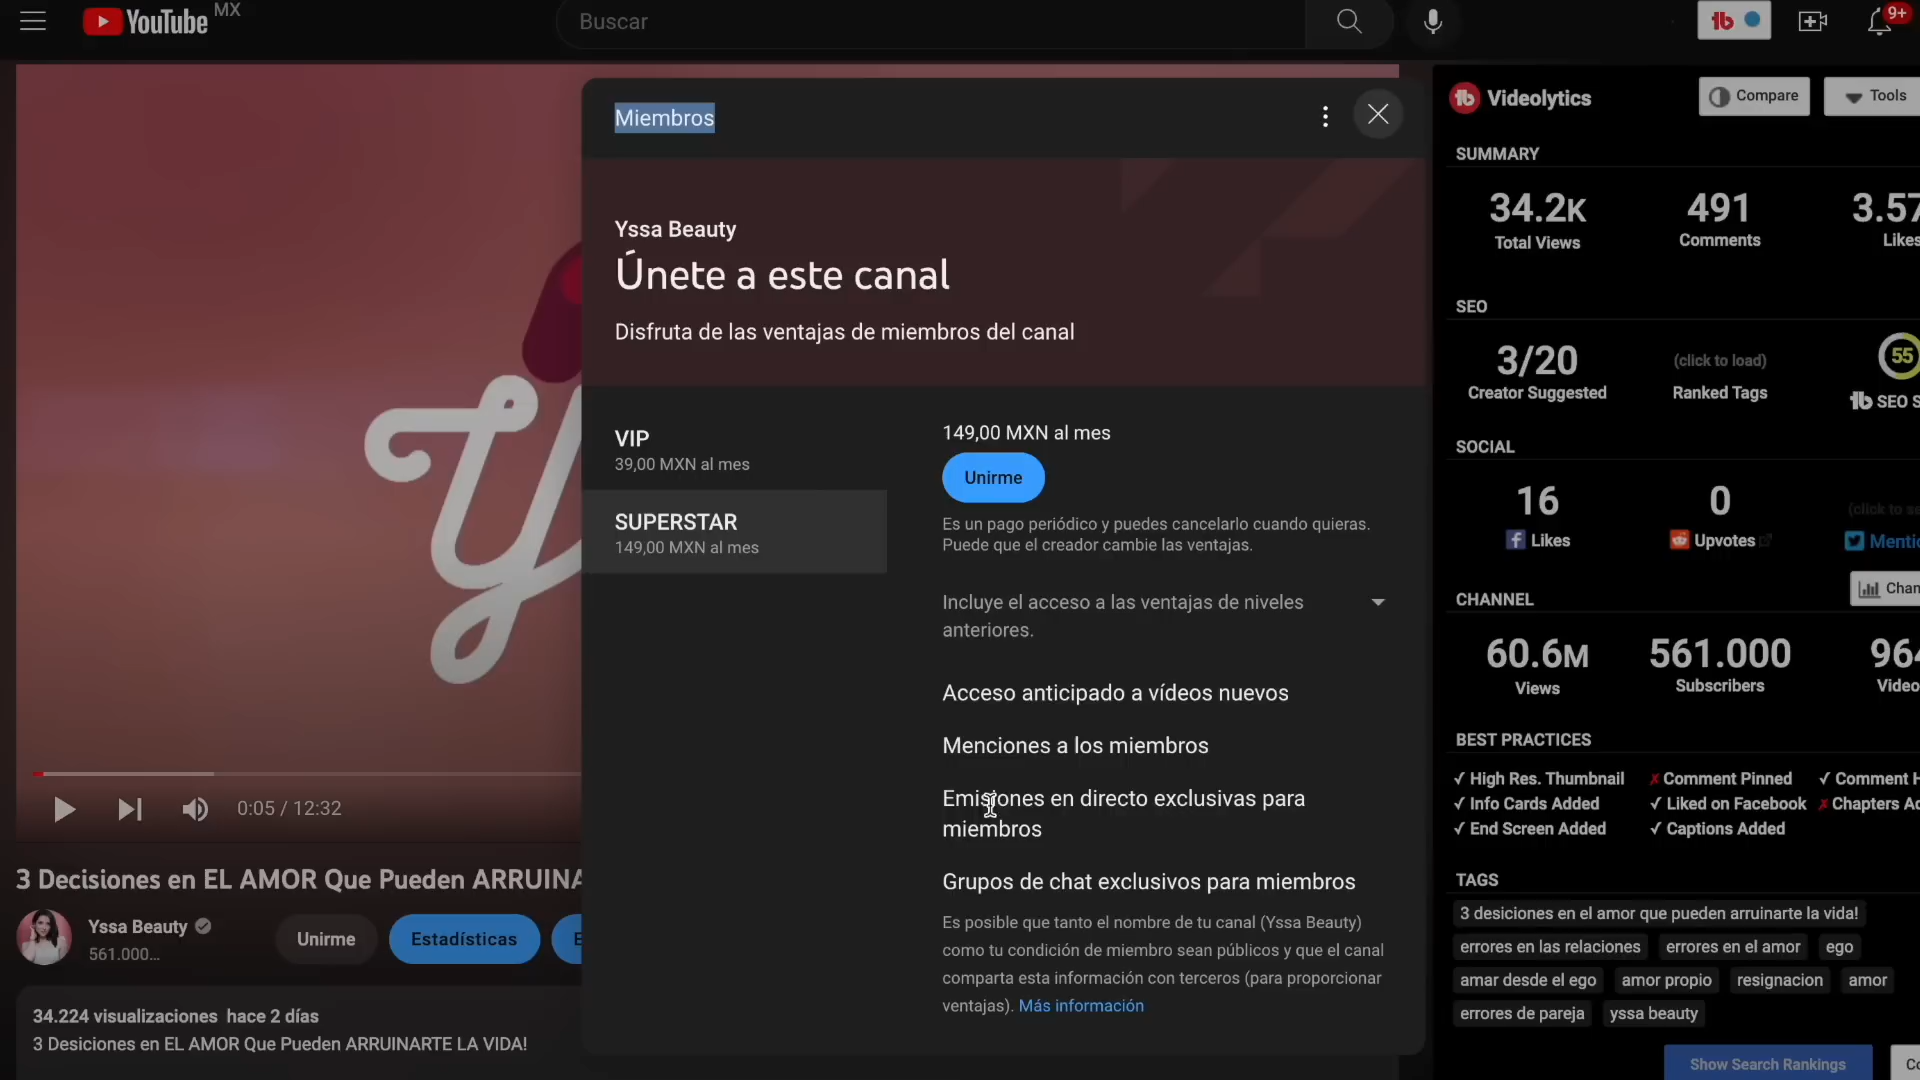 YouTube MX
Buscar
9+
Miembros
Yssa Beauty
Únete a este canal
Disfruta de las ventajas de miembros del canal
VIP
39,00 MXN al mes
SUPERSTAR
149,00 MXN al mes
149,00 MXN al mes
Unirme
Es un pago periódico y puedes cancelarlo cuando quieras.
Puede que el creador cambie las ventajas.
Incluye el acceso a las ventajas de niveles
anteriores.
Acceso anticipado a vídeos nuevos
Menciones a los miembros
Emisiones en directo exclusivas para
miembros
Grupos de chat exclusivos para miembros
Es posible que tanto el nombre de tu canal (Yssa Beauty)
como tu condición de miembro sean públicos y que el canal
comparta esta información con terceros (para proporcionar
ventajas). Más información
0:05 / 12:32
3 Decisiones en EL AMOR Que Pueden ARRUINA
Yssa Beauty
561.000...
Unirme
Estadísticas
E
34.224 visualizaciones hace 2 días
3 Desiciones en EL AMOR Que Pueden ARRUINARTE LA VIDA!
Videolytics
Compare
Tools
SUMMARY
34.2K 491 3.57
Total Views Comments Likes
SEO
3/20 (click to load) 55
Creator Suggested Ranked Tags SEO S
SOCIAL
16 0
Likes Upvotes Mentio
CHANNEL
Chan
60.6M 561.000 964
Views Subscribers Video
BEST PRACTICES
✓ High Res. Thumbnail ✗ Comment Pinned ✓ Comment H
✓ Info Cards Added ✓ Liked on Facebook ✗ Chapters Ad
✓ End Screen Added ✓ Captions Added
TAGS
3 desiciones en el amor que pueden arruinarte la vida!
errores en las relaciones errores en el amor ego
amar desde el ego amor propio resignacion amor
errores de pareja yssa beauty
Show Search Rankings